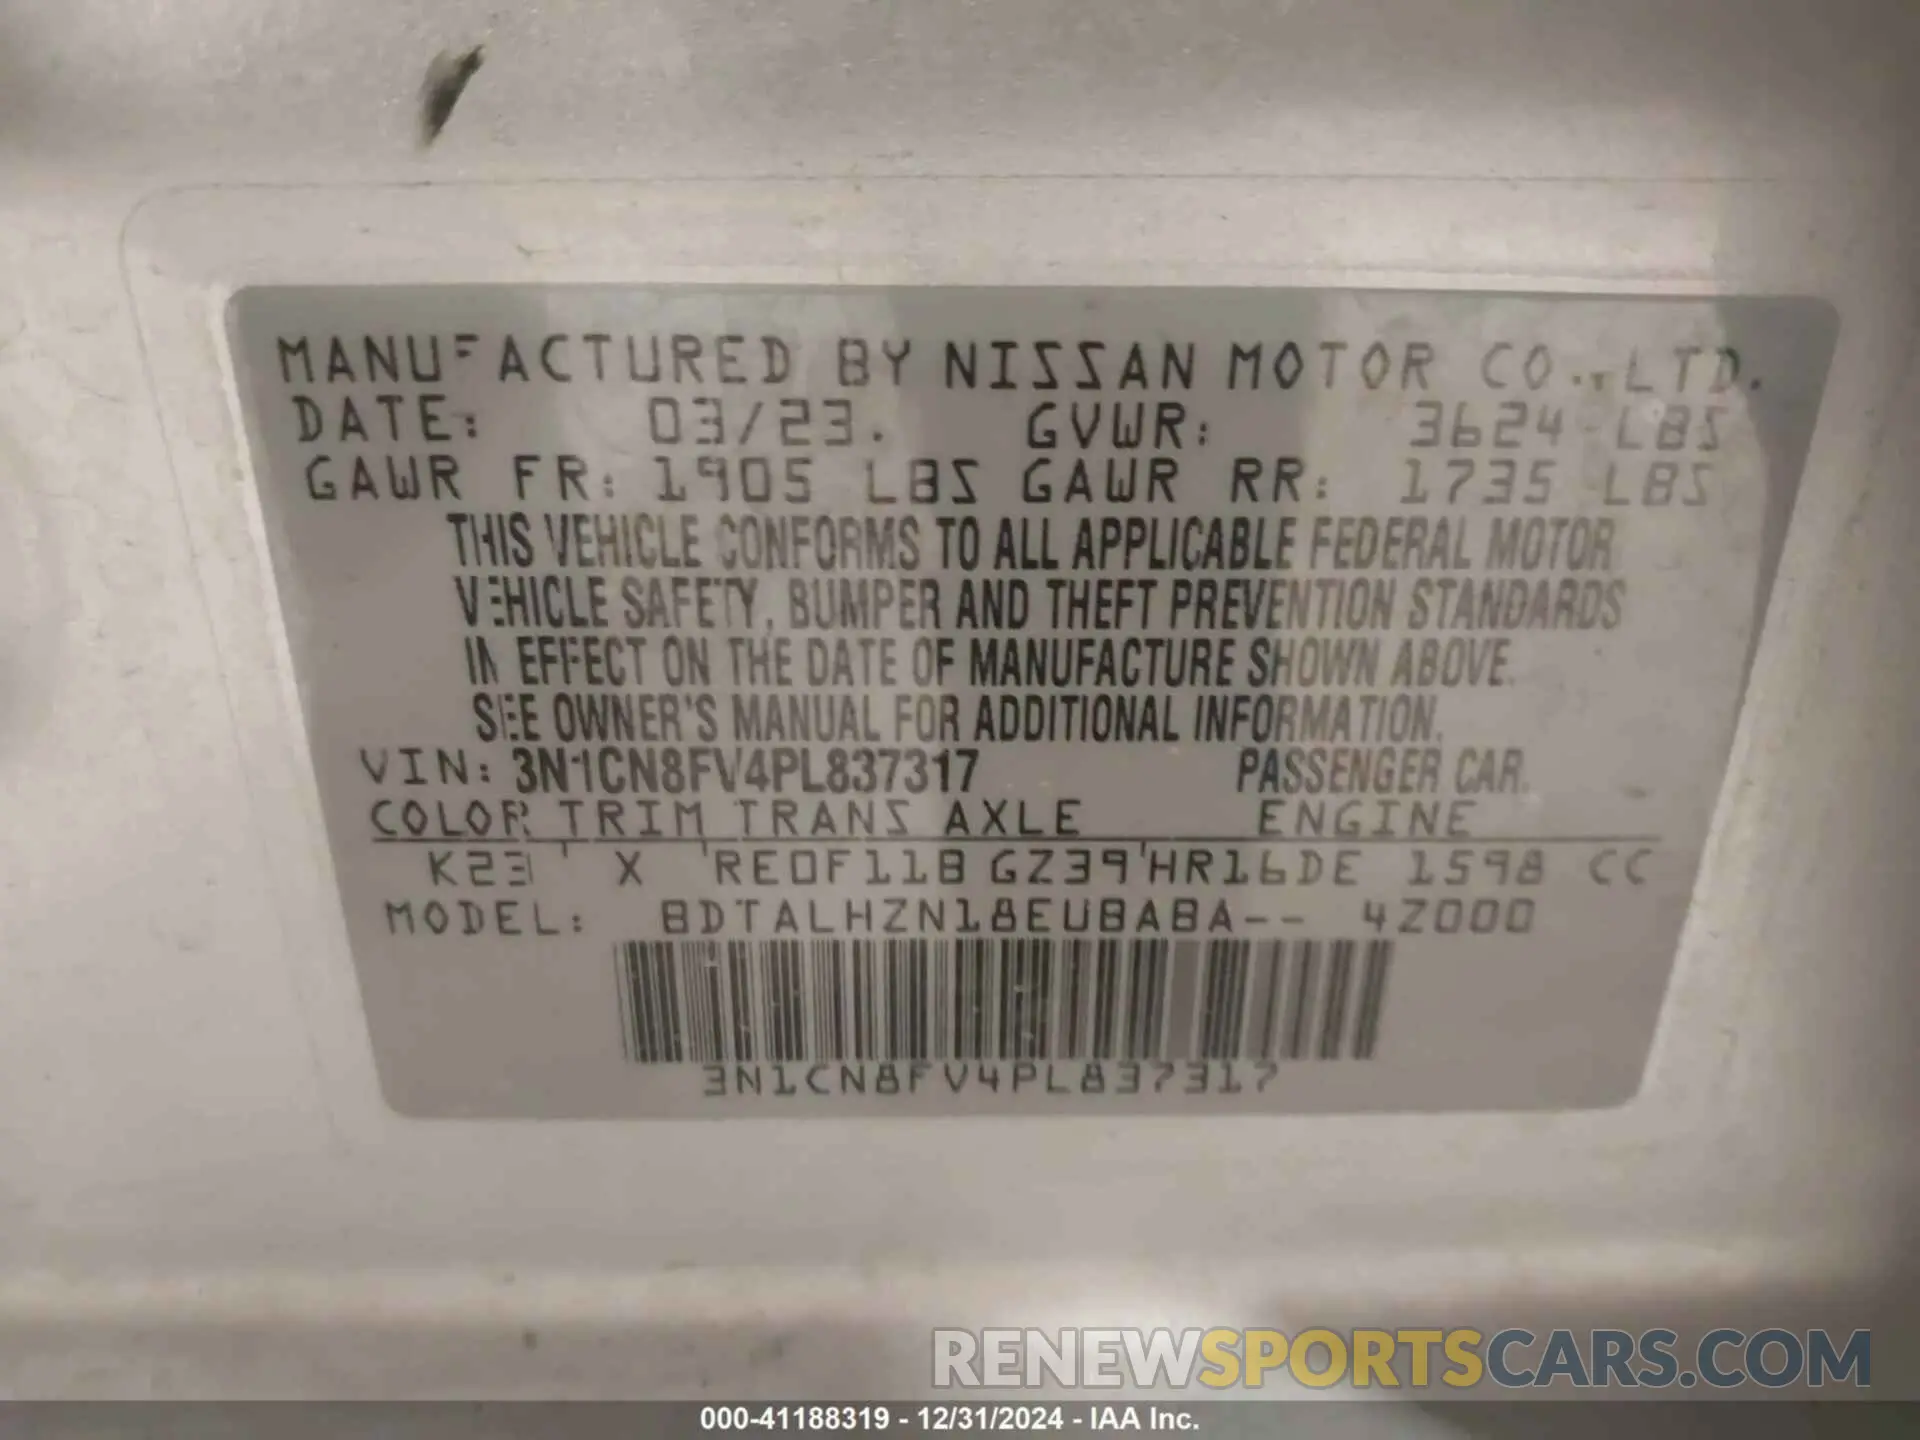 MANUFACTURED BY NISSAN MOTOR CO., LTD.
DATE: 03/23. GVWR: 3624 LBS
GAWR FR: 1905 LBS GAWR RR: 1735 LBS
THIS VEHICLE CONFORMS TO ALL APPLICABLE FEDERAL MOTOR
VEHICLE SAFETY, BUMPER AND THEFT PREVENTION STANDARDS
IN EFFECT ON THE DATE OF MANUFACTURE SHOWN ABOVE.
SEE OWNER'S MANUAL FOR ADDITIONAL INFORMATION.
VIN: 3N1CN8FV4PL837317 PASSENGER CAR.
COLOR TRIM TRANS AXLE ENGINE
K23 X RE0F11B GZ39 HR16DE 1598 CC
MODEL: BDTALHZN18EUBABA-- 4Z000
3N1CN8FV4PL837317
RENEWSPORTSCARS.COM
000-41188319 - 12/31/2024 - IAA Inc.